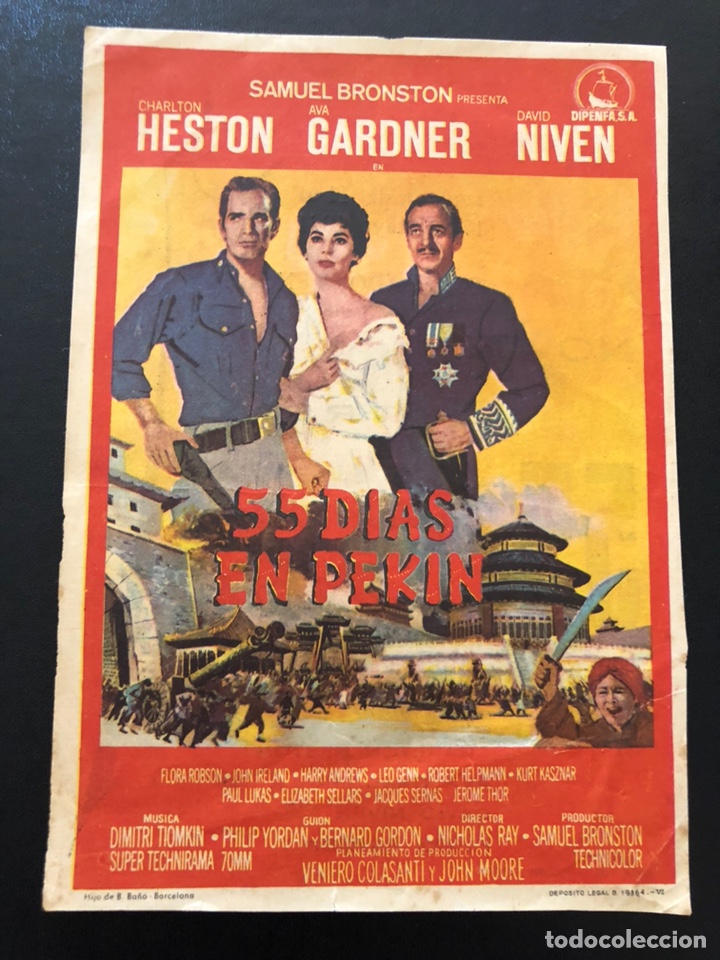 SAMUEL BRONSTON PRESENTA
CHARLTON HESTON
AVA GARDNER
DAVID NIVEN
DIPENFA, S.A.
EN
55 DIAS
EN PEKIN
FLORA ROBSON • JOHN IRELAND • HARRY ANDREWS • LEO GENN • ROBERT HELPMANN • KURT KASZNAR
PAUL LUKAS • ELIZABETH SELLARS • JACQUES SERNAS JEROME THOR
MUSICA GUION DIRECTOR PRODUCTOR
DIMITRI TIOMKIN • PHILIP YORDAN Y BERNARD GORDON • NICHOLAS RAY • SAMUEL BRONSTON
SUPER TECHNIRAMA 70MM PLANEAMIENTO DE PRODUCCION TECHNICOLOR
VENIERO COLASANTI Y JOHN MOORE
Hijo de B. Baño - Barcelona
DEPOSITO LEGAL B. 19364.-VI
todocoleccion